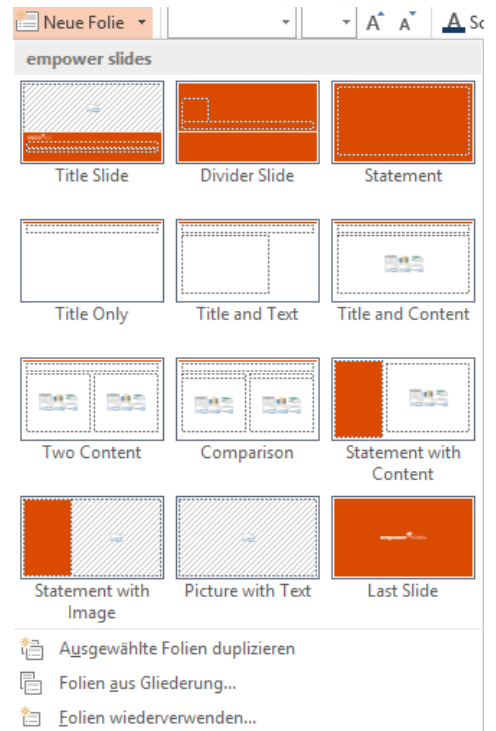 Neue Folie
A A A Sc
empower slides
Title Slide
Divider Slide
Statement
Title Only
Title and Text
Title and Content
Two Content
Comparison
Statement with
Content
Statement with
Image
Picture with Text
empower
Last Slide
Ausgewählte Folien duplizieren
Folien aus Gliederung...
Folien wiederverwenden...